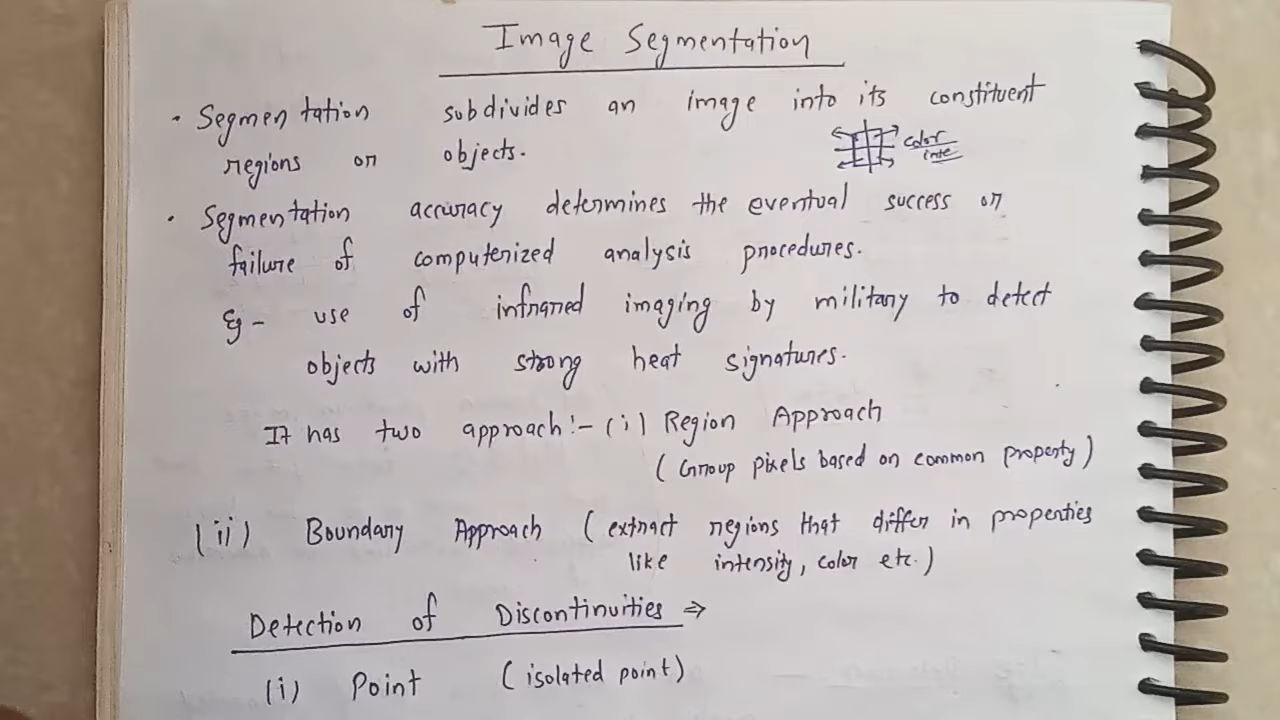 Image Segmentation
• Segmentation subdivides an image into its constituent
regions or objects.
color
inte
• Segmentation accuracy determines the eventual success or
failure of computerized analysis procedures.
Eg - use of infrared imaging by military to detect
objects with strong heat signatures.
It has two approach:- (i) Region Approach
(Group pixels based on common property)
(ii) Boundary Approach (extract regions that differ in properties
like intensity, color etc.)
Detection of Discontinuities ⇒
(i) Point (isolated point)